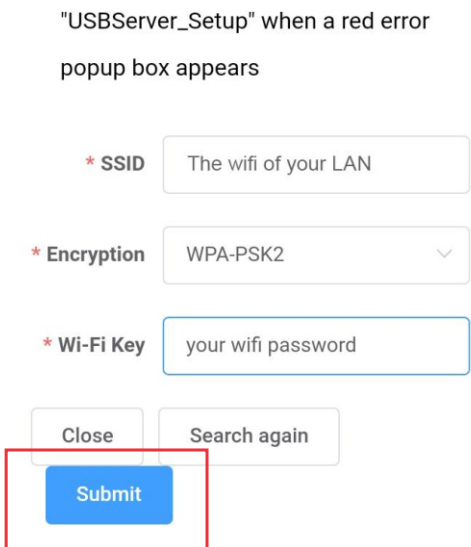 "USBServer_Setup" when a red error
popup box appears
* SSID The wifi of your LAN
* Encryption WPA-PSK2
* Wi-Fi Key your wifi password
Close Search again
Submit